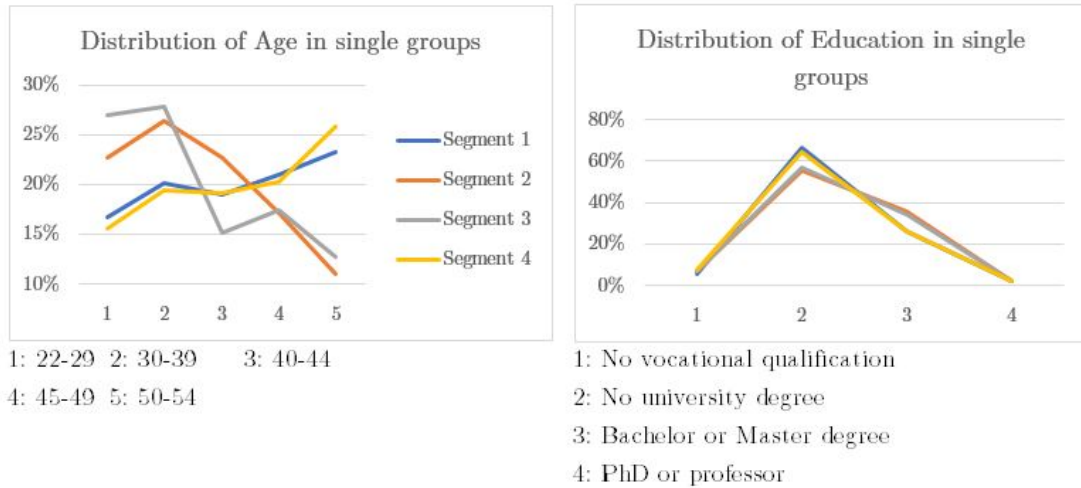 Distribution of Age in single groups
30%
25%
20%
15%
10%
1 2 3 4 5
Segment 1
Segment 2
Segment 3
Segment 4
1: 22-29 2: 30-39 3: 40-44
4: 45-49 5: 50-54
Distribution of Education in single
groups
80%
60%
40%
20%
0%
1 2 3 4
1: No vocational qualification
2: No university degree
3: Bachelor or Master degree
4: PhD or professor